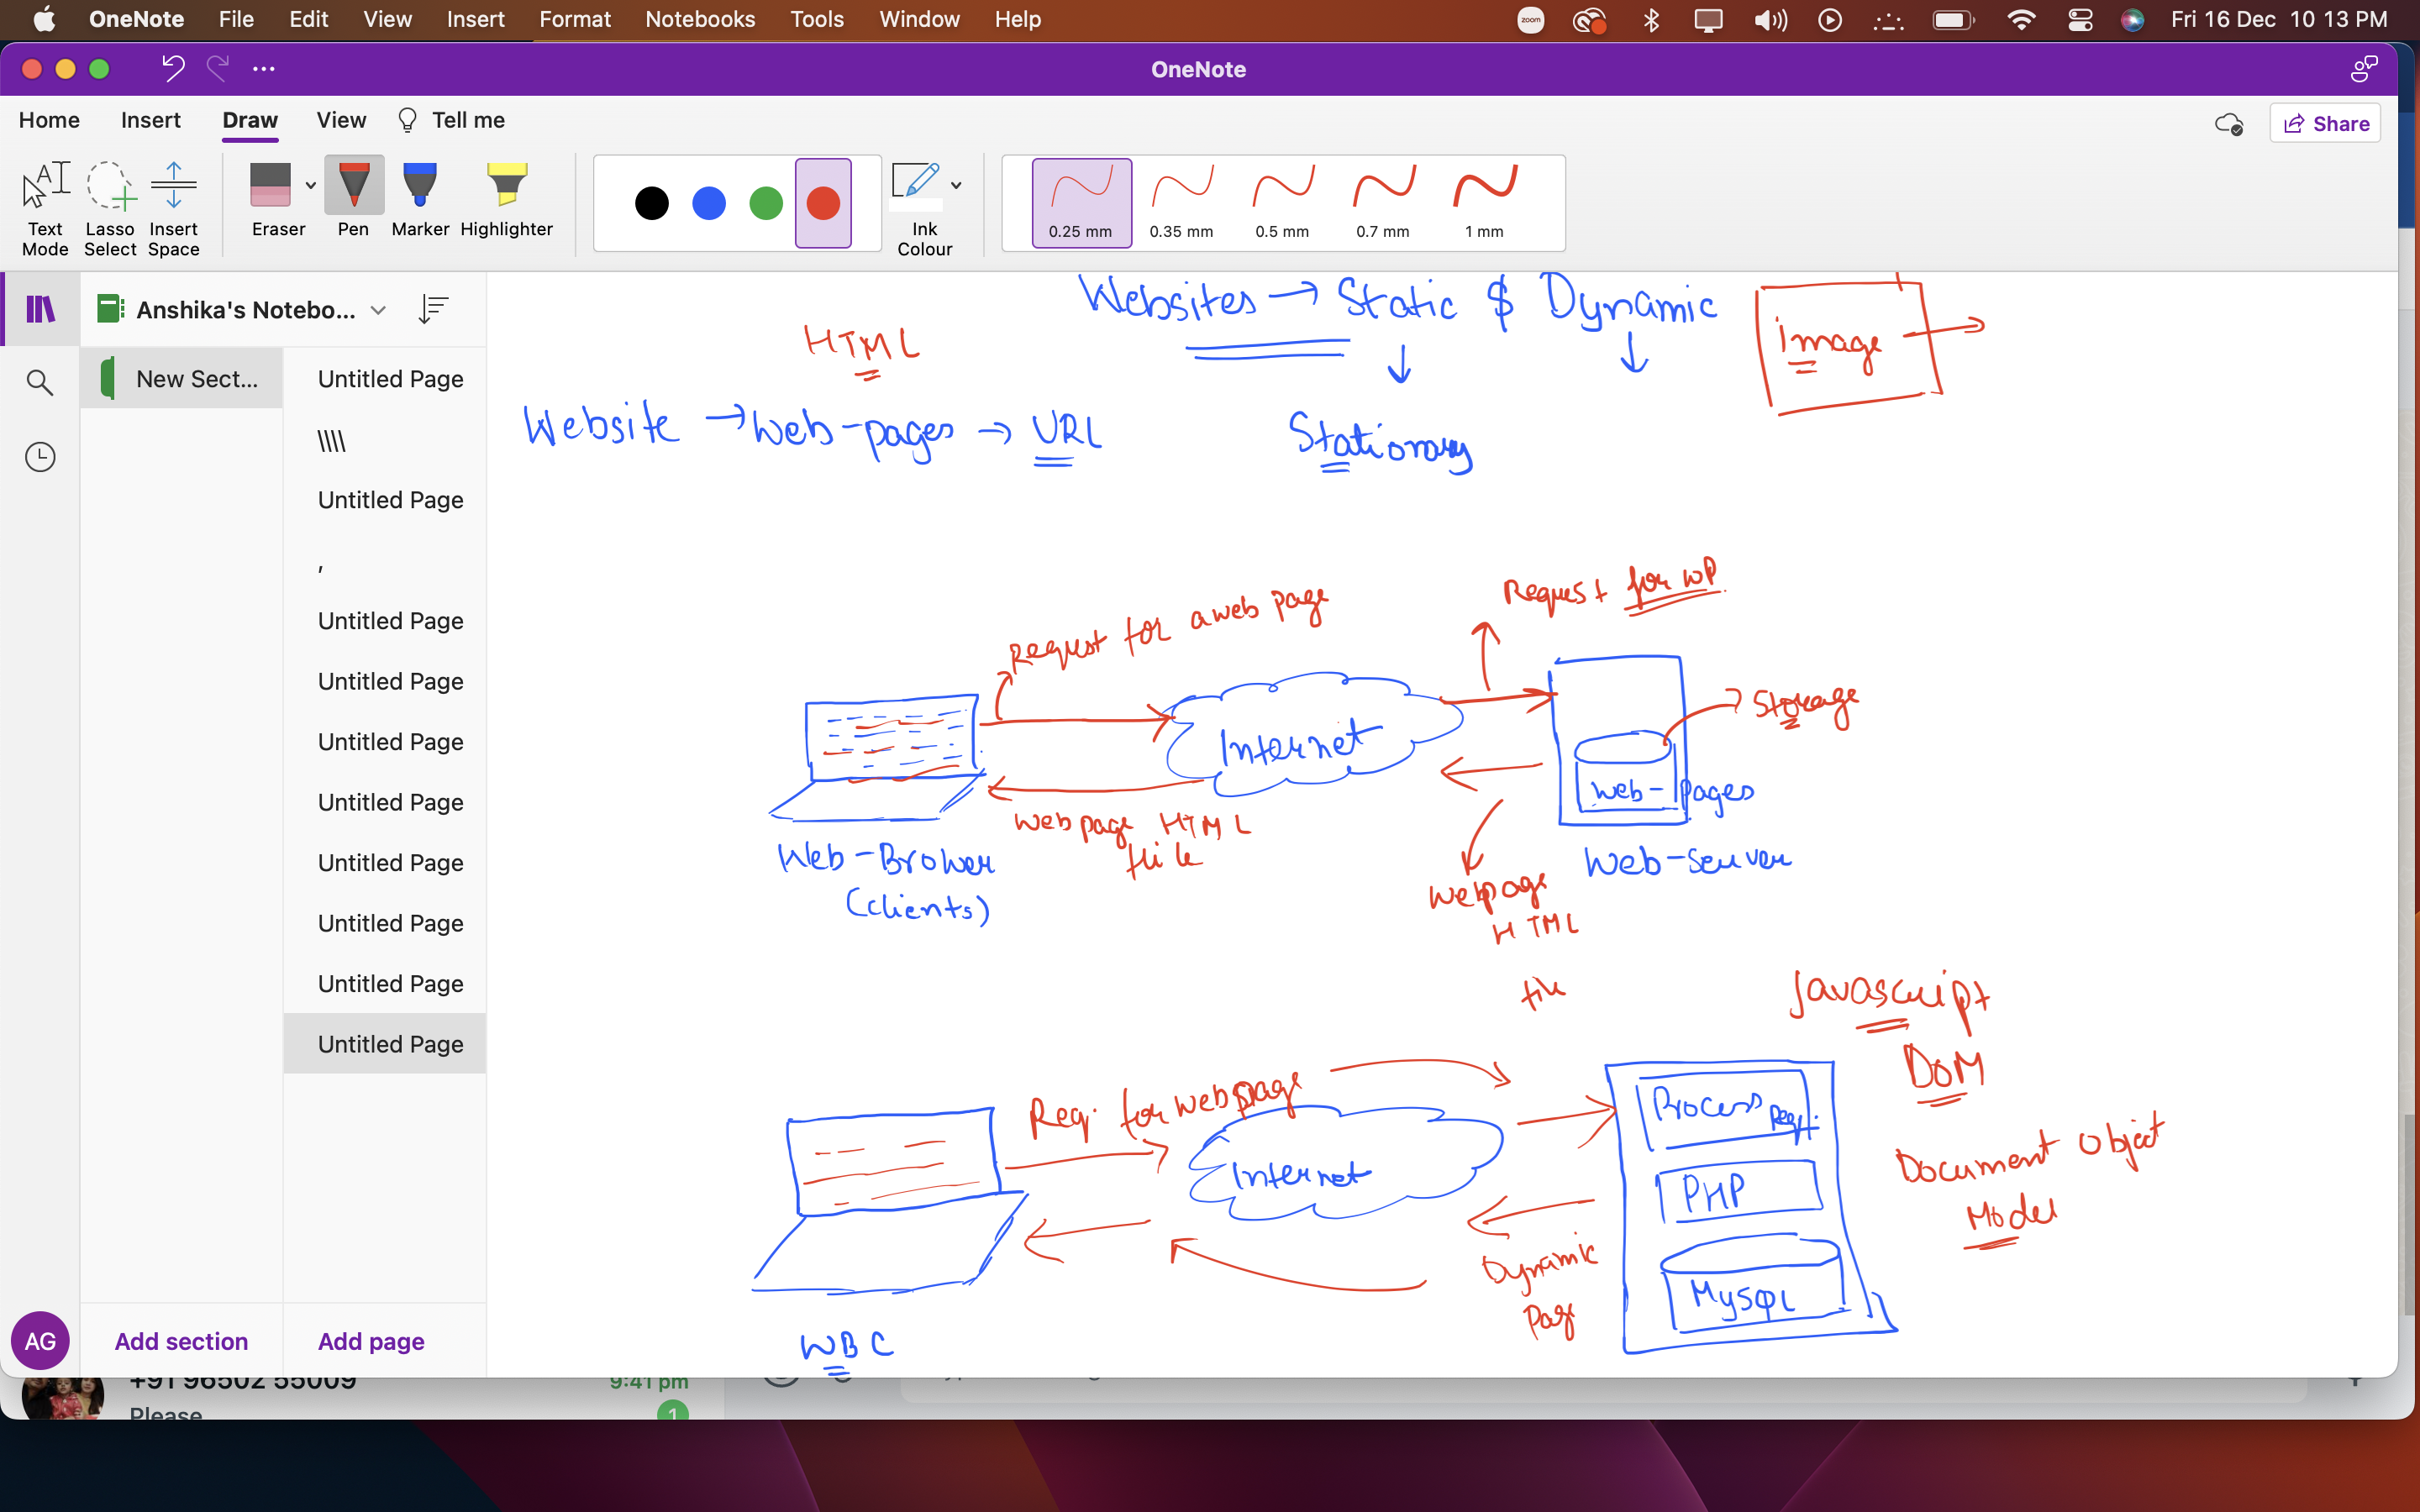 OneNote File Edit View Insert Format Notebooks Tools Window Help
zoom
Fri 16 Dec 10 13 PM
OneNote
Home Insert Draw View Tell me
Share
Text Mode
Lasso Select
Insert Space
Eraser
Pen
Marker
Highlighter
Ink Colour
0.25 mm
0.35 mm
0.5 mm
0.7 mm
1 mm
Anshika's Notebo...
New Sect...
Untitled Page
\\\\
Untitled Page
,
Untitled Page
Untitled Page
Untitled Page
Untitled Page
Untitled Page
Untitled Page
Untitled Page
Untitled Page
AG
Add section
Add page
Websites → Static & Dynamic
image
HTML
Website → Web-pages → URL
Stationary
Request for a web page
Request for WP
Internet
Storage
Web-Pages
Web page HTML
file
Web-Brower
(clients)
Web-Server
Webpage
HTML
file
Javascript
DOM
Document Object
Model
Req. for webpage
Internet
Process Req.
PHP
MySQL
Dynamic
Page
WBC
+91 96502 55009
9:41 pm
Please
1